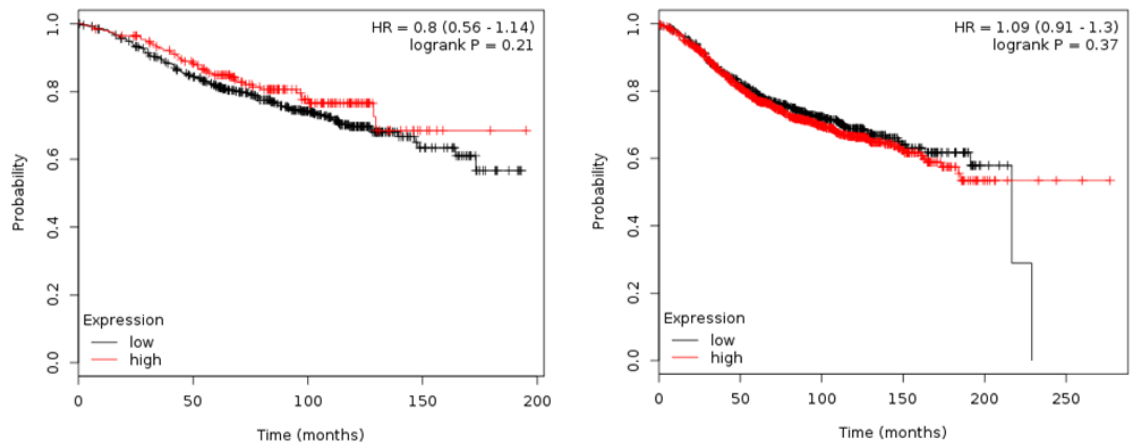 HR = 0.8 (0.56 - 1.14)
logrank P = 0.21
Probability
1.0
0.8
0.6
0.4
0.2
0.0
Expression
low
high
0 50 100 150 200
Time (months)
HR = 1.09 (0.91 - 1.3)
logrank P = 0.37
Probability
1.0
0.8
0.6
0.4
0.2
0.0
Expression
low
high
0 50 100 150 200 250
Time (months)